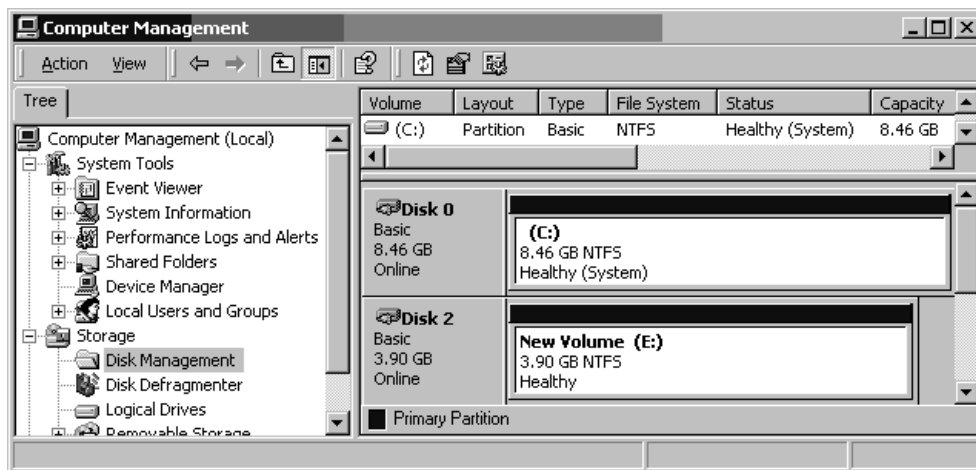 Computer Management
Action View
Tree
Computer Management (Local)
System Tools
Event Viewer
System Information
Performance Logs and Alerts
Shared Folders
Device Manager
Local Users and Groups
Storage
Disk Management
Disk Defragmenter
Logical Drives
Removable Storage
Volume Layout Type File System Status Capacity
(C:) Partition Basic NTFS Healthy (System) 8.46 GB
Disk 0
Basic
8.46 GB
Online
(C:)
8.46 GB NTFS
Healthy (System)
Disk 2
Basic
3.90 GB
Online
New Volume (E:)
3.90 GB NTFS
Healthy
Primary Partition